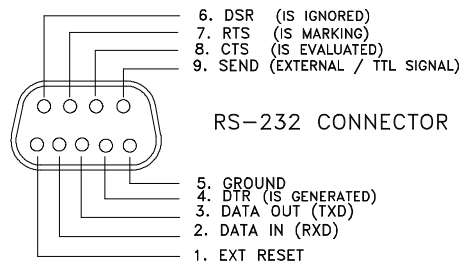 6. DSR (IS IGNORED)
7. RTS (IS MARKING)
8. CTS (IS EVALUATED)
9. SEND (EXTERNAL / TTL SIGNAL)
RS-232 CONNECTOR
5. GROUND
4. DTR (IS GENERATED)
3. DATA OUT (TXD)
2. DATA IN (RXD)
1. EXT RESET